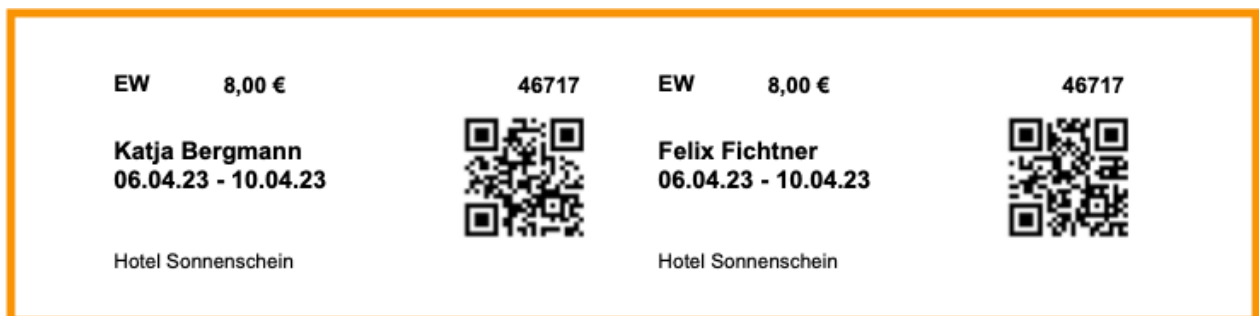 EW 8,00 € 46717
Katja Bergmann
06.04.23 - 10.04.23
Hotel Sonnenschein
EW 8,00 € 46717
Felix Fichtner
06.04.23 - 10.04.23
Hotel Sonnenschein